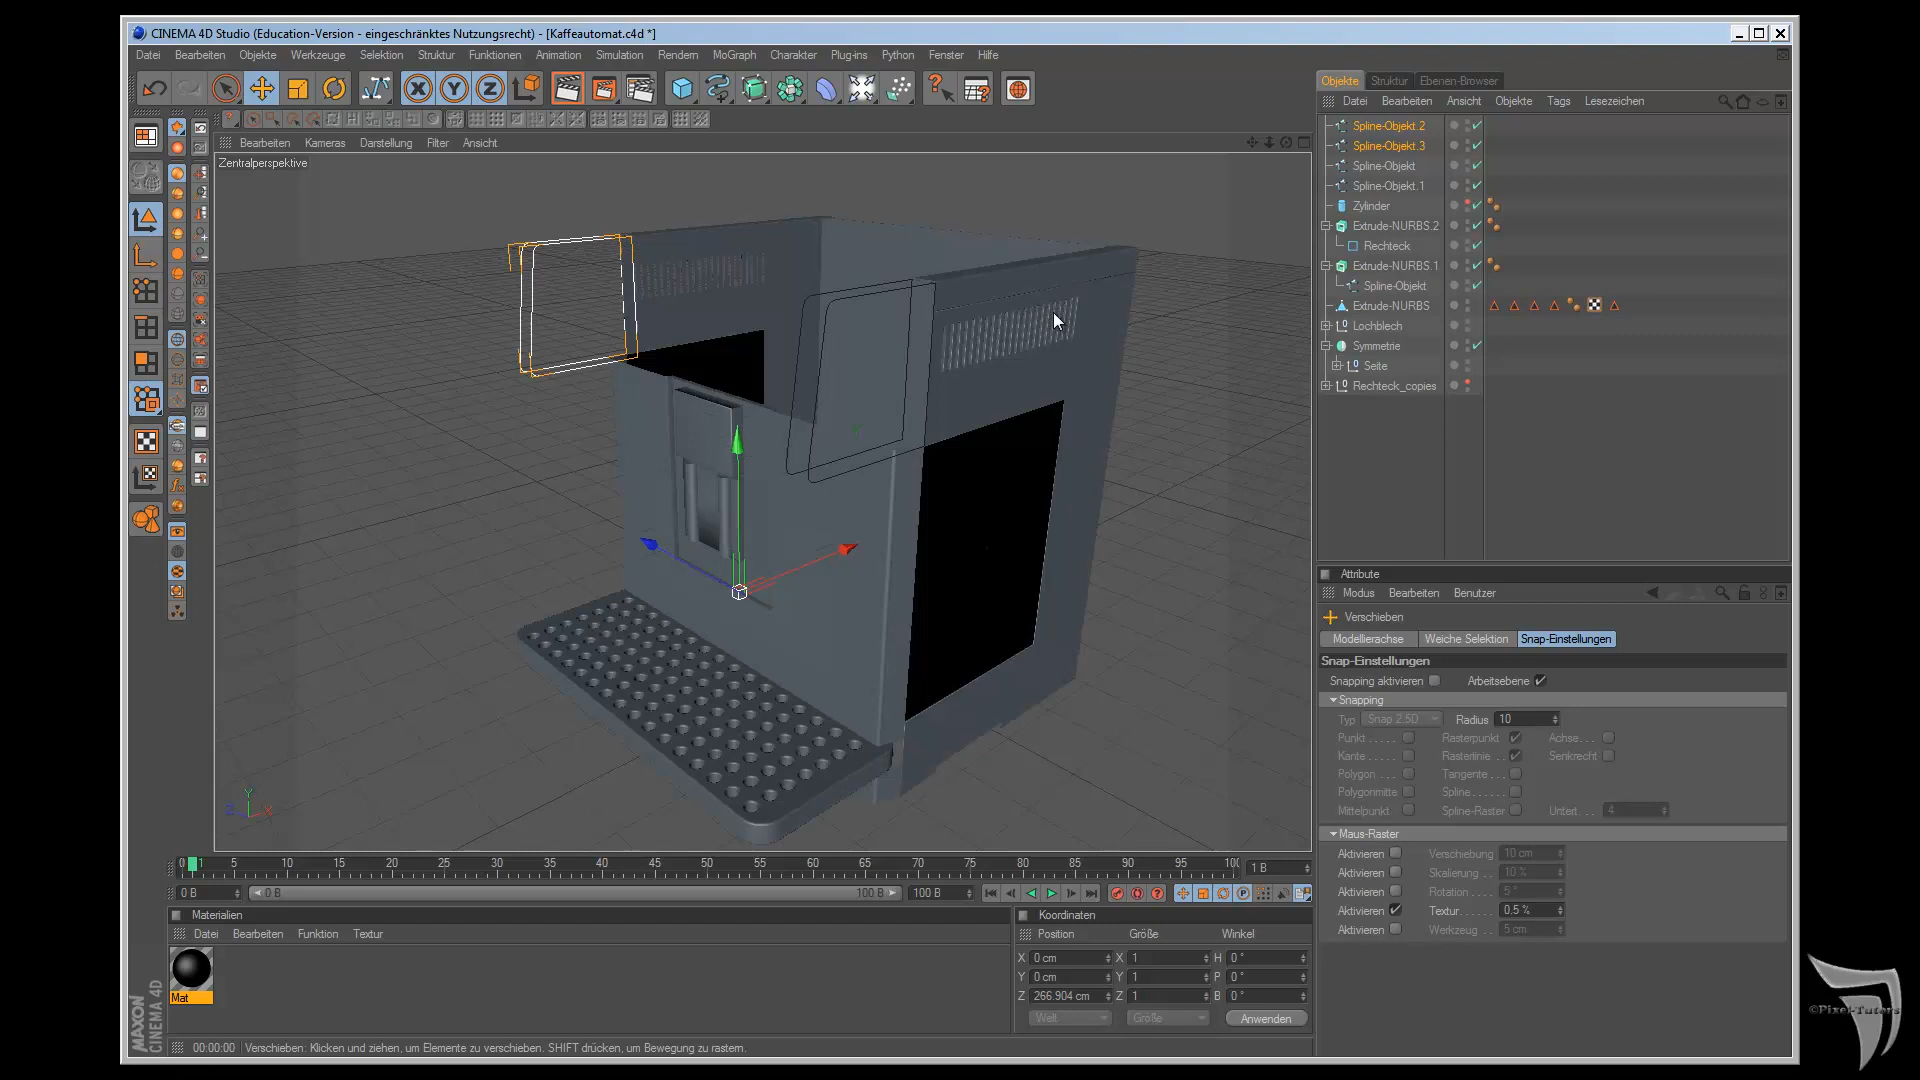 CINEMA 4D Studio (Education-Version - eingeschränktes Nutzungsrecht) - [Kaffeautomat.c4d *]
Datei Bearbeiten Objekte Werkzeuge Selektion Struktur Funktionen Animation Simulation Rendern MoGraph Charakter Plug-ins Python Fenster Hilfe
Objekte Struktur Ebenen-Browser
Datei Bearbeiten Ansicht Objekte Tags Lesezeichen
Bearbeiten Kameras Darstellung Filter Ansicht
Zentralperspektive
Spline-Objekt.2
Spline-Objekt.3
Spline-Objekt
Spline-Objekt.1
Zylinder
Extrude-NURBS.2
Rechteck
Extrude-NURBS.1
Spline-Objekt
Extrude-NURBS
Lochblech
Symmetrie
Seite
Rechteck_copies
Attribute
Modus Bearbeiten Benutzer
Verschieben
Modellierachse Weiche Selektion Snap-Einstellungen
Snap-Einstellungen
Snapping aktivieren Arbeitsebene
Snapping
Typ Snap 2.5D Radius 10
Punkt Rasterpunkt Achse
Kante Rasterlinie Senkrecht
Polygon Tangente
Polygonmitte Spline
Mittelpunkt Spline-Raster Untert. 4
Maus-Raster
Aktivieren Verschiebung 10 cm
Aktivieren Skalierung 10 %
Aktivieren Rotation 5 °
Aktivieren Textur 0.5 %
Aktivieren Werkzeug 5 cm
Y X Z
0 1 5 10 15 20 25 30 35 40 45 50 55 60 65 70 75 80 85 90 95 100 1 B
0 B 0 B 100 B 100 B
Materialien
Datei Bearbeiten Funktion Textur
Mat
Koordinaten
Position Größe Winkel
X 0 cm X 1 H 0 °
Y 0 cm Y 1 P 0 °
Z 266.904 cm Z 1 B 0 °
Welt Größe Anwenden
MAXON CINEMA 4D
00:00:00 Verschieben: Klicken und ziehen, um Elemente zu verschieben. SHIFT drücken, um Bewegung zu rastern.
©Pixel-Tutors